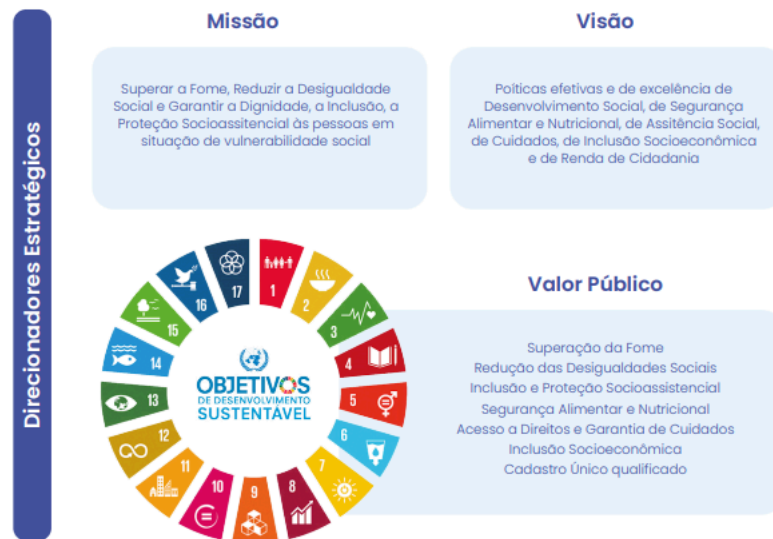 Direcionadores Estratégicos
Missão
Superar a Fome, Reduzir a Desigualdade
Social e Garantir a Dignidade, a Inclusão, a
Proteção Socioassitencial às pessoas em
situação de vulnerabilidade social
Visão
Poíticas efetivas e de excelência de
Desenvolvimento Social, de Segurança
Alimentar e Nutricional, de Assitência Social,
de Cuidados, de Inclusão Socioeconômica
e de Renda de Cidadania
1
2
3
4
5
6
7
8
9
10
11
12
13
14
15
16
17
OBJETIVOS
DE DESENVOLVIMENTO
SUSTENTÁVEL
Valor Público
Superação da Fome
Redução das Desigualdades Sociais
Inclusão e Proteção Socioassistencial
Segurança Alimentar e Nutricional
Acesso a Direitos e Garantia de Cuidados
Inclusão Socioeconômica
Cadastro Único qualificado